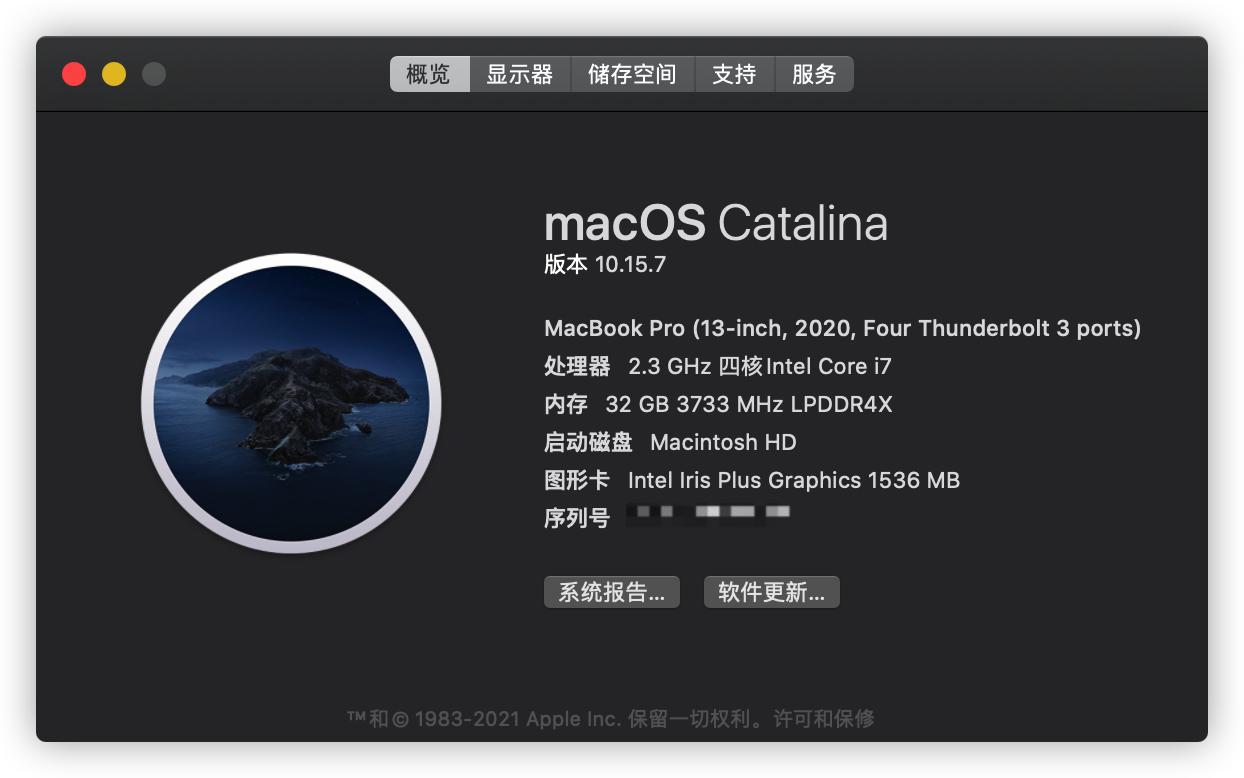 概览 显示器 储存空间 支持 服务
macOS Catalina
版本 10.15.7
MacBook Pro (13-inch, 2020, Four Thunderbolt 3 ports)
处理器 2.3 GHz 四核Intel Core i7
内存 32 GB 3733 MHz LPDDR4X
启动磁盘 Macintosh HD
图形卡 Intel Iris Plus Graphics 1536 MB
序列号
系统报告... 软件更新...
™和© 1983-2021 Apple Inc. 保留一切权利。许可和保修